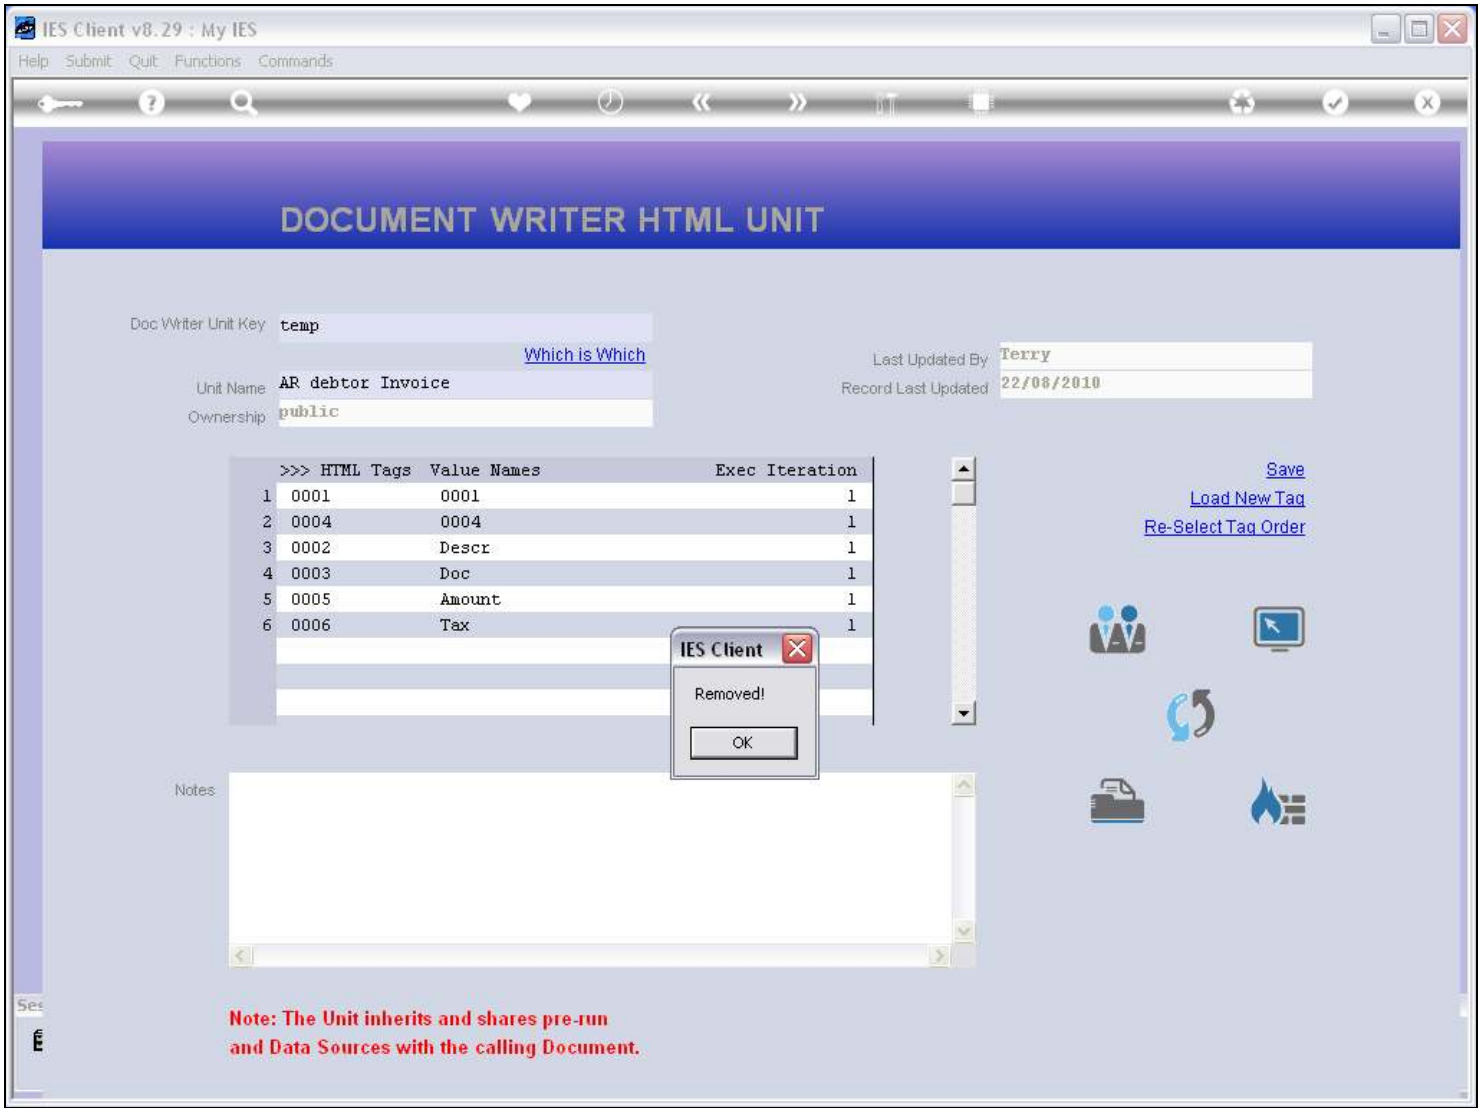 IES Client v8.29 : My IES
Help Submit Quit Functions Commands
DOCUMENT WRITER HTML UNIT
Doc Writer Unit Key temp
Which is Which
Last Updated By Terry
Unit Name AR debtor Invoice
Record Last Updated 22/08/2010
Ownership public
>>> HTML Tags Value Names Exec Iteration
Save
1 0001 0001 1
Load New Tag
2 0004 0004 1
Re-Select Tag Order
3 0002 Descr 1
4 0003 Doc 1
5 0005 Amount 1
6 0006 Tax 1
IES Client
Removed!
OK
Notes
Ses
Note: The Unit inherits and shares pre-run
and Data Sources with the calling Document.